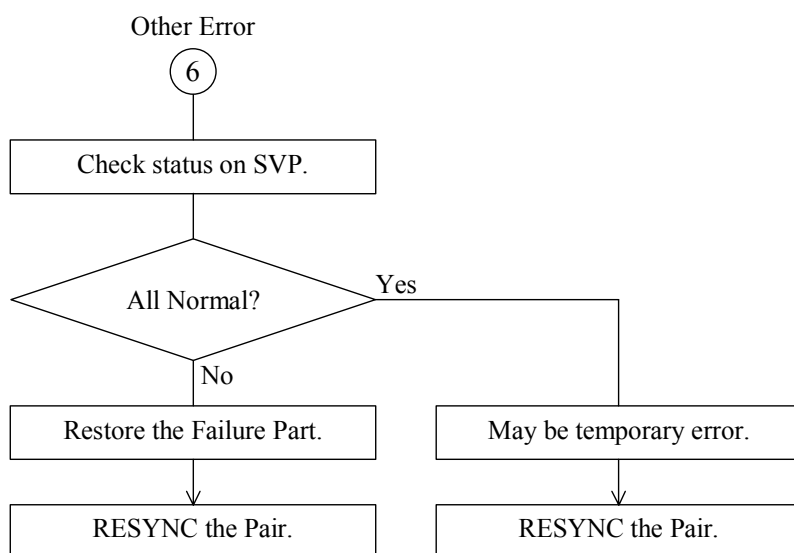 Other Error
6
Check status on SVP.
All Normal?
Yes
No
Restore the Failure Part.
May be temporary error.
RESYNC the Pair.
RESYNC the Pair.